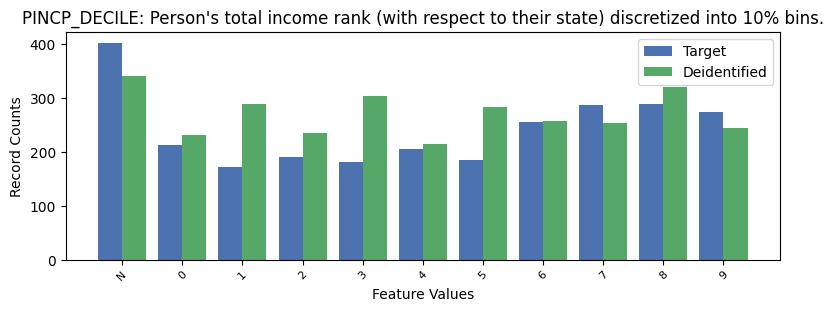 PINCP_DECILE: Person's total income rank (with respect to their state) discretized into 10% bins.
Target
Deidentified
Record Counts
400
300
200
100
0
N 0 1 2 3 4 5 6 7 8 9
Feature Values